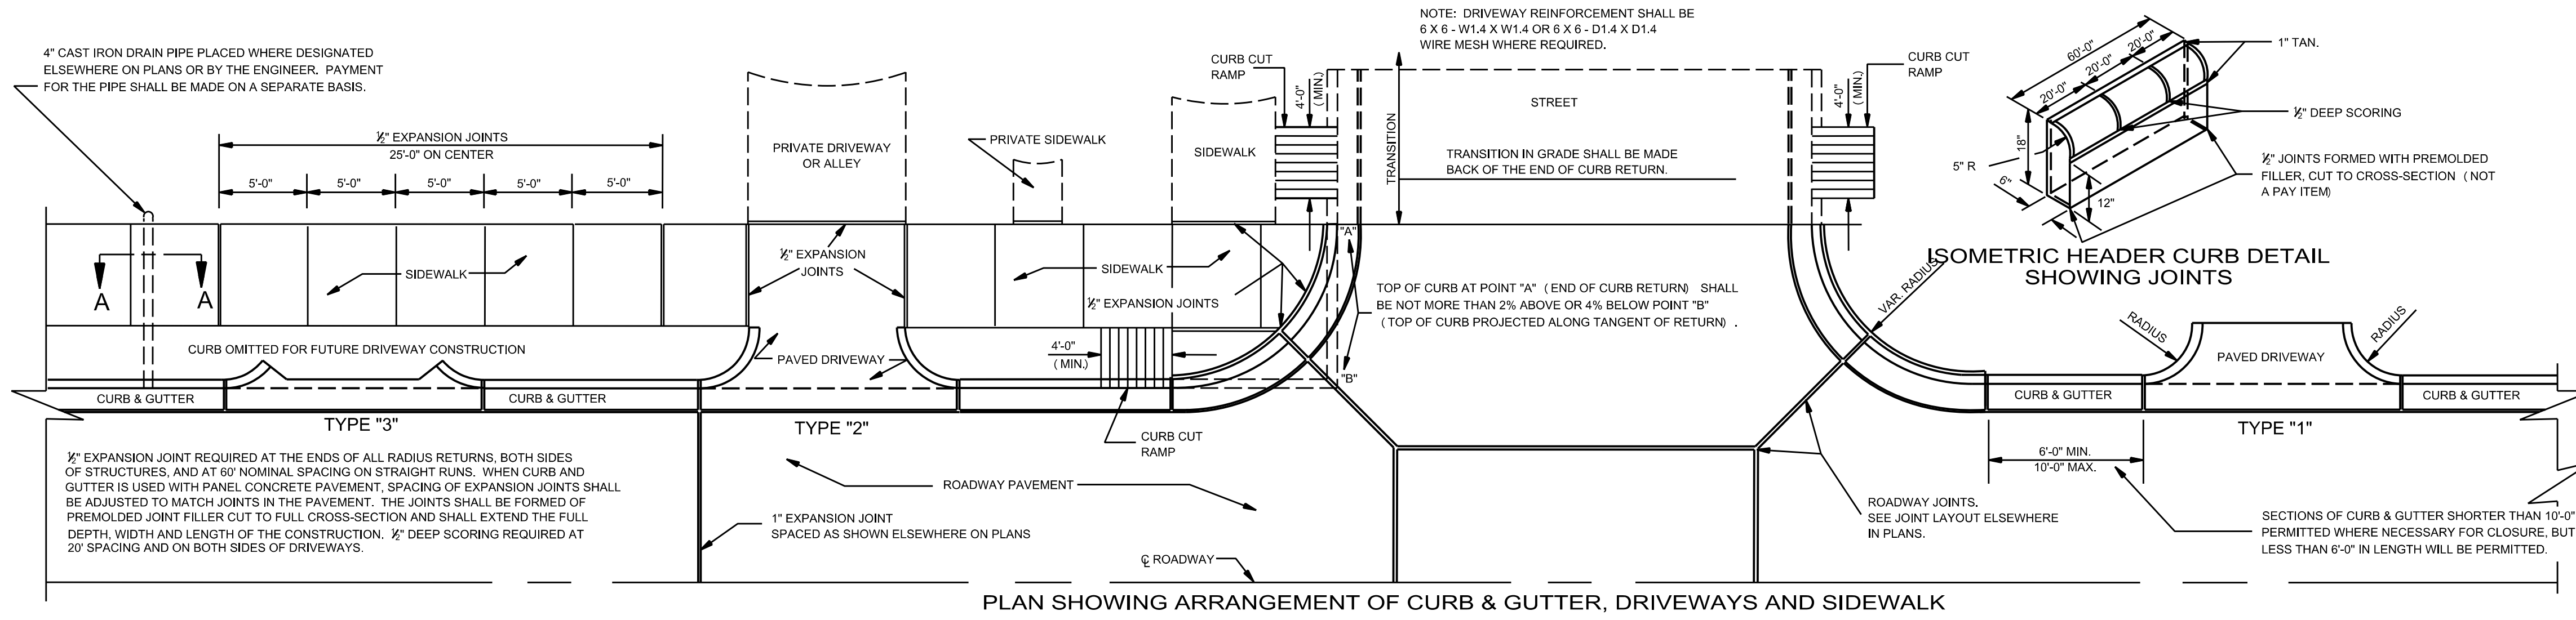 4" CAST IRON DRAIN PIPE PLACED WHERE DESIGNATED
ELSEWHERE ON PLANS OR BY THE ENGINEER. PAYMENT
FOR THE PIPE SHALL BE MADE ON A SEPARATE BASIS.
½" EXPANSION JOINTS
25'-0" ON CENTER
5'-0"
5'-0"
5'-0"
5'-0"
5'-0"
PRIVATE DRIVEWAY
OR ALLEY
PRIVATE SIDEWALK
SIDEWALK
CURB CUT
RAMP
4'-0"
(MIN.)
NOTE: DRIVEWAY REINFORCEMENT SHALL BE
6 X 6 - W1.4 X W1.4 OR 6 X 6 - D1.4 X D1.4
WIRE MESH WHERE REQUIRED.
TRANSITION
STREET
TRANSITION IN GRADE SHALL BE MADE
BACK OF THE END OF CURB RETURN.
4'-0"
(MIN.)
CURB CUT
RAMP
60'-0"
20'-0"
20'-0"
20'-0"
1" TAN.
½" DEEP SCORING
18"
5" R
6"
12"
½" JOINTS FORMED WITH PREMOLDED
FILLER, CUT TO CROSS-SECTION (NOT
A PAY ITEM)
ISOMETRIC HEADER CURB DETAIL
SHOWING JOINTS
A
A
SIDEWALK
½" EXPANSION
JOINTS
SIDEWALK
½" EXPANSION JOINTS
"A"
TOP OF CURB AT POINT "A" (END OF CURB RETURN) SHALL
BE NOT MORE THAN 2% ABOVE OR 4% BELOW POINT "B"
(TOP OF CURB PROJECTED ALONG TANGENT OF RETURN).
"B"
VAR. RADIUS
RADIUS
RADIUS
PAVED DRIVEWAY
CURB OMITTED FOR FUTURE DRIVEWAY CONSTRUCTION
PAVED DRIVEWAY
4'-0"
(MIN.)
CURB & GUTTER
CURB & GUTTER
CURB & GUTTER
CURB & GUTTER
TYPE "3"
TYPE "2"
TYPE "1"
CURB CUT
RAMP
6'-0" MIN.
10'-0" MAX.
½" EXPANSION JOINT REQUIRED AT THE ENDS OF ALL RADIUS RETURNS, BOTH SIDES
OF STRUCTURES, AND AT 60' NOMINAL SPACING ON STRAIGHT RUNS. WHEN CURB AND
GUTTER IS USED WITH PANEL CONCRETE PAVEMENT, SPACING OF EXPANSION JOINTS SHALL
BE ADJUSTED TO MATCH JOINTS IN THE PAVEMENT. THE JOINTS SHALL BE FORMED OF
PREMOLDED JOINT FILLER CUT TO FULL CROSS-SECTION AND SHALL EXTEND THE FULL
DEPTH, WIDTH AND LENGTH OF THE CONSTRUCTION. ½" DEEP SCORING REQUIRED AT
20' SPACING AND ON BOTH SIDES OF DRIVEWAYS.
ROADWAY PAVEMENT
1" EXPANSION JOINT
SPACED AS SHOWN ELSEWHERE ON PLANS
℄ ROADWAY
ROADWAY JOINTS.
SEE JOINT LAYOUT ELSEWHERE
IN PLANS.
SECTIONS OF CURB & GUTTER SHORTER THAN 10'-0"
PERMITTED WHERE NECESSARY FOR CLOSURE, BUT
LESS THAN 6'-0" IN LENGTH WILL BE PERMITTED.
PLAN SHOWING ARRANGEMENT OF CURB & GUTTER, DRIVEWAYS AND SIDEWALK